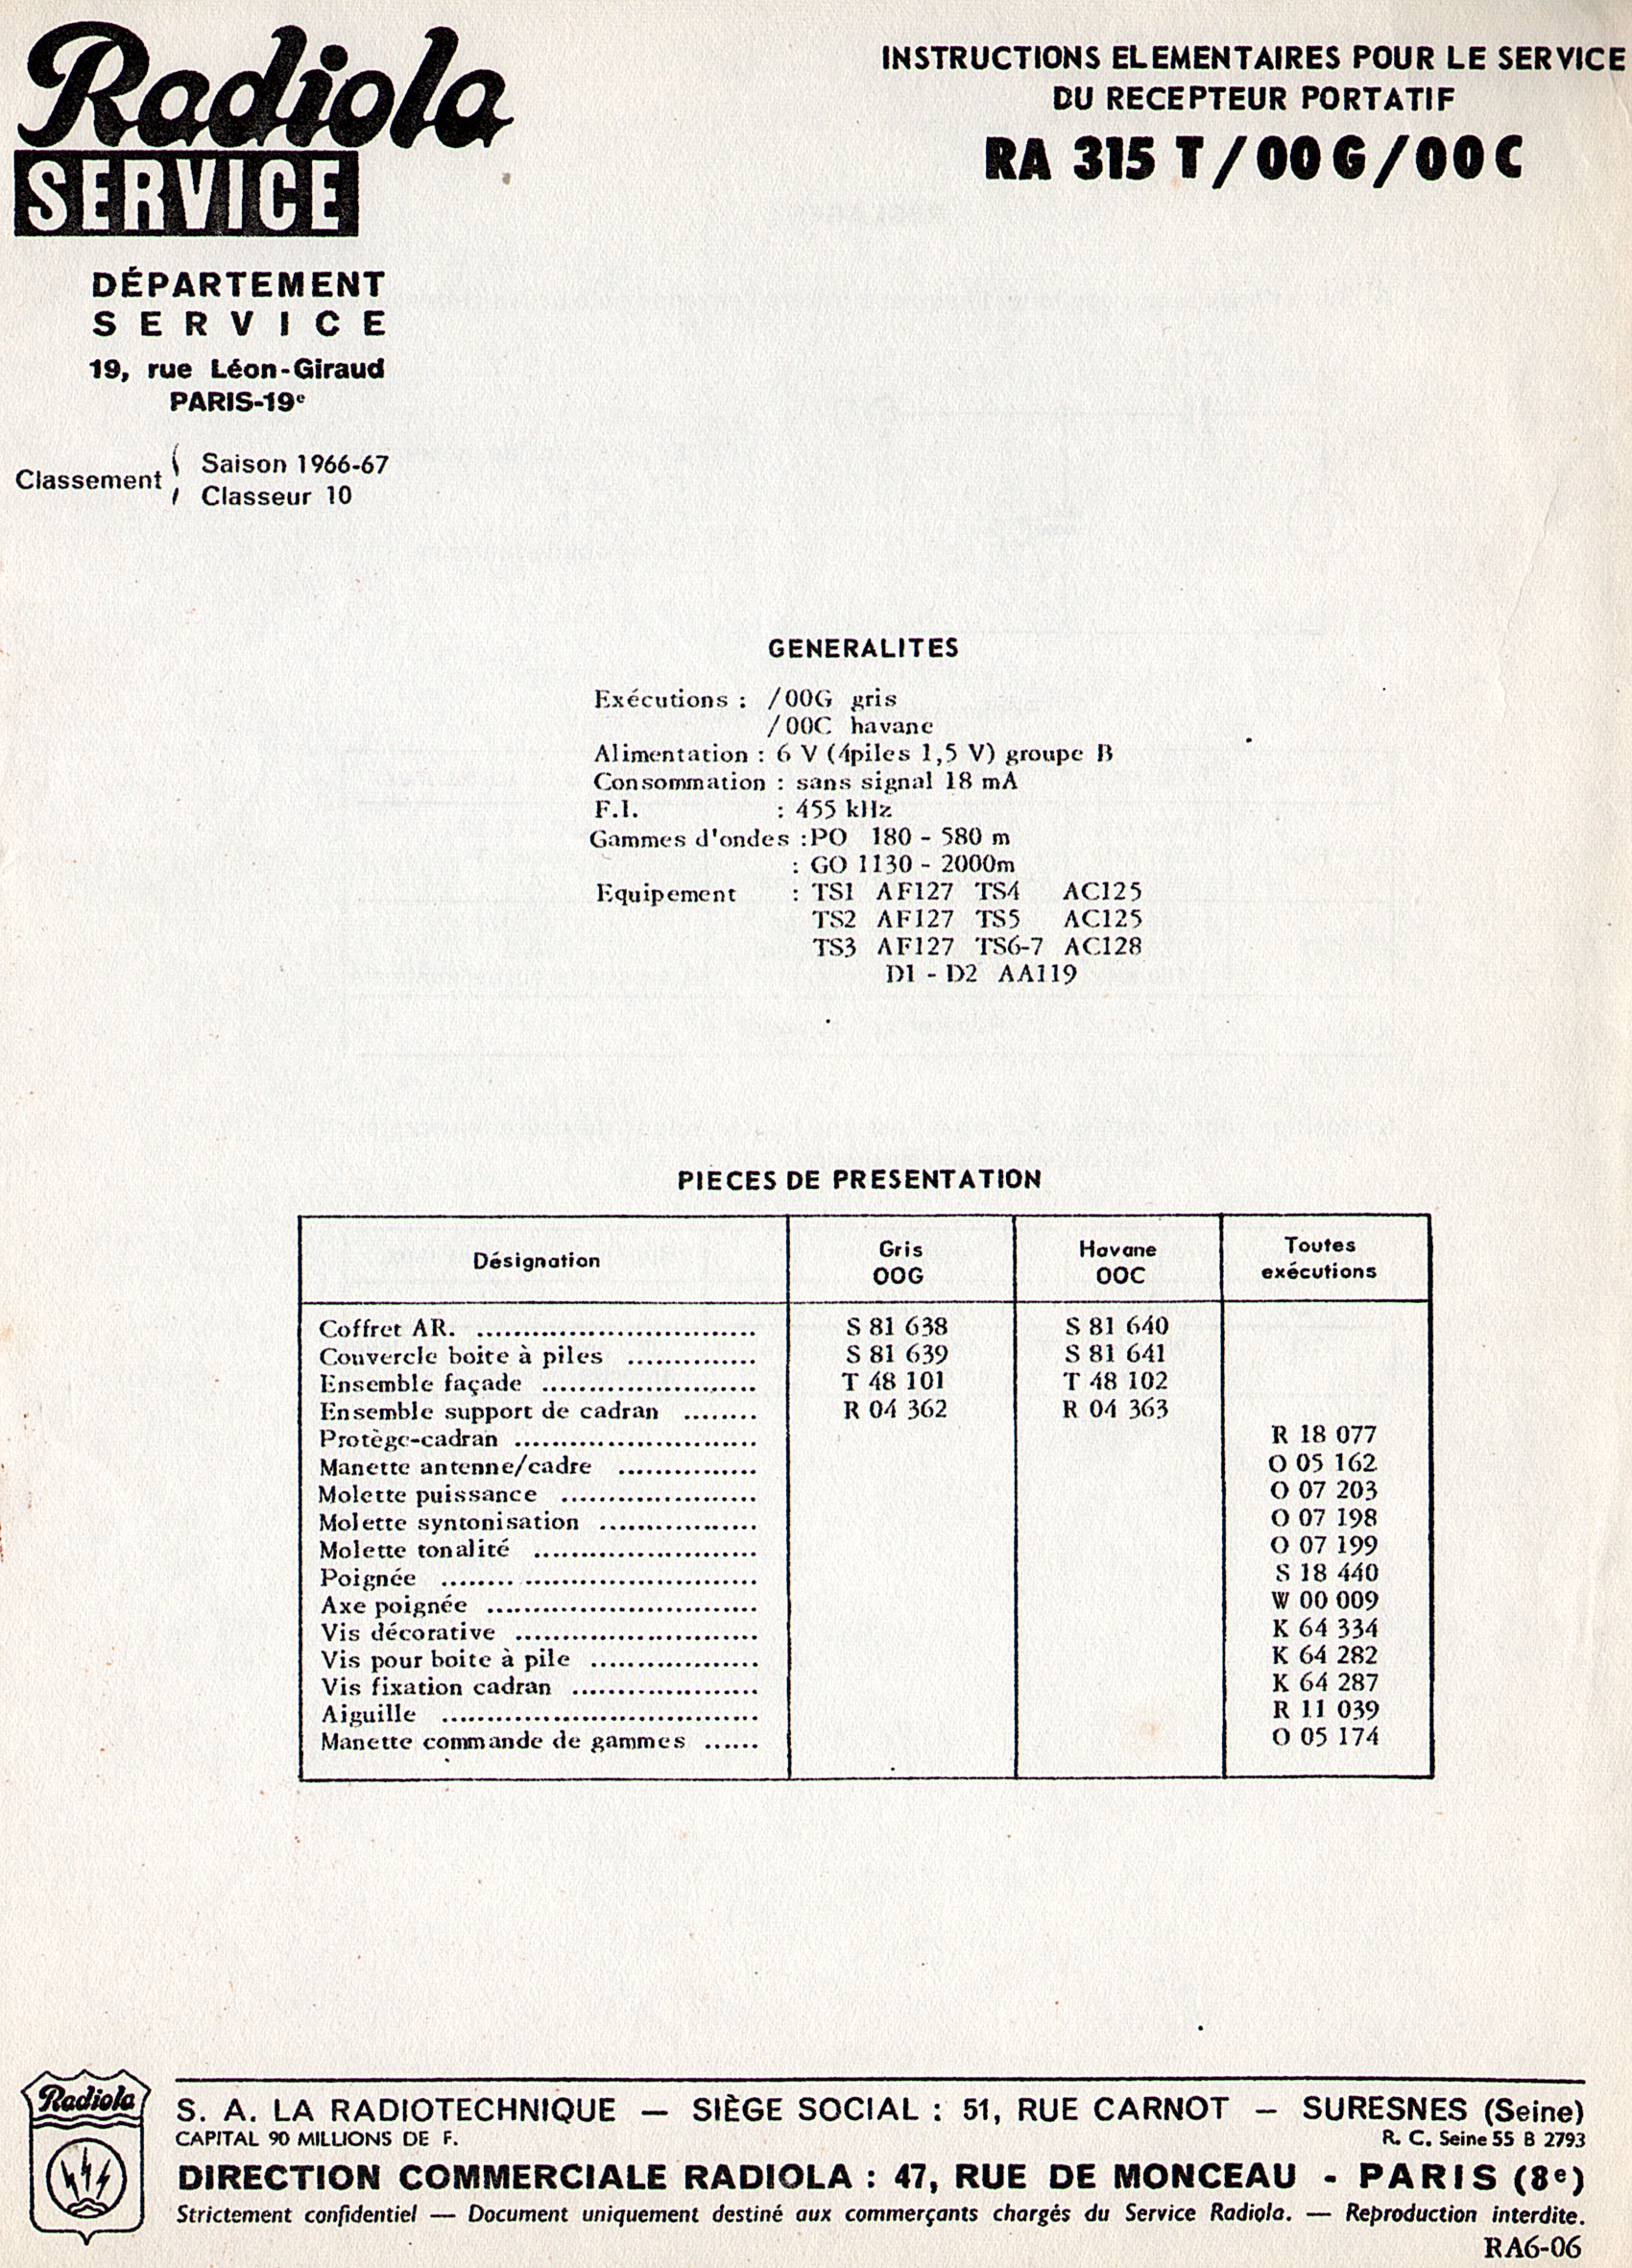 Radiola
SERVICE
DÉPARTEMENT
SERVICE
19, rue Léon-Giraud
PARIS-19e
Classement
Saison 1966-67
Classeur 10
INSTRUCTIONS ELEMENTAIRES POUR LE SERVICE
DU RECEPTEUR PORTATIF
RA 315 T/00G/00C
GENERALITES
Exécutions : /00G gris
/00C havane
Alimentation : 6 V (4piles 1,5 V) groupe B
Consommation : sans signal 18 mA
F.I. : 455 kHz
Gammes d'ondes :PO 180 - 580 m
: GO 1130 - 2000m
Equipement : TS1 AF127 TS4 AC125
TS2 AF127 TS5 AC125
TS3 AF127 TS6-7 AC128
D1 - D2 AA119
PIECES DE PRESENTATION
Désignation Gris Havane Toutes
OOG OOC exécutions
Coffret AR. .............................. S 81 638 S 81 640
Couvercle boite à piles .............. S 81 639 S 81 641
Ensemble façade ....................... T 48 101 T 48 102
Ensemble support de cadran ........ R 04 362 R 04 363
Protège-cadran .......................... R 18 077
Manette antenne/cadre ............... O 05 162
Molette puissance ..................... O 07 203
Molette syntonisation ................. O 07 198
Molette tonalité ........................ O 07 199
Poignée .................................. S 18 440
Axe poignée ............................. W 00 009
Vis décorative .......................... K 64 334
Vis pour boite à pile .................. K 64 282
Vis fixation cadran .................... K 64 287
Aiguille .................................. R 11 039
Manette commande de gammes ...... O 05 174
Radiola
S. A. LA RADIOTECHNIQUE — SIÈGE SOCIAL : 51, RUE CARNOT — SURESNES (Seine)
CAPITAL 90 MILLIONS DE F. R. C. Seine 55 B 2793
DIRECTION COMMERCIALE RADIOLA : 47, RUE DE MONCEAU - PARIS (8e)
Strictement confidentiel — Document uniquement destiné aux commerçants chargés du Service Radiola. — Reproduction interdite.
RA6-06